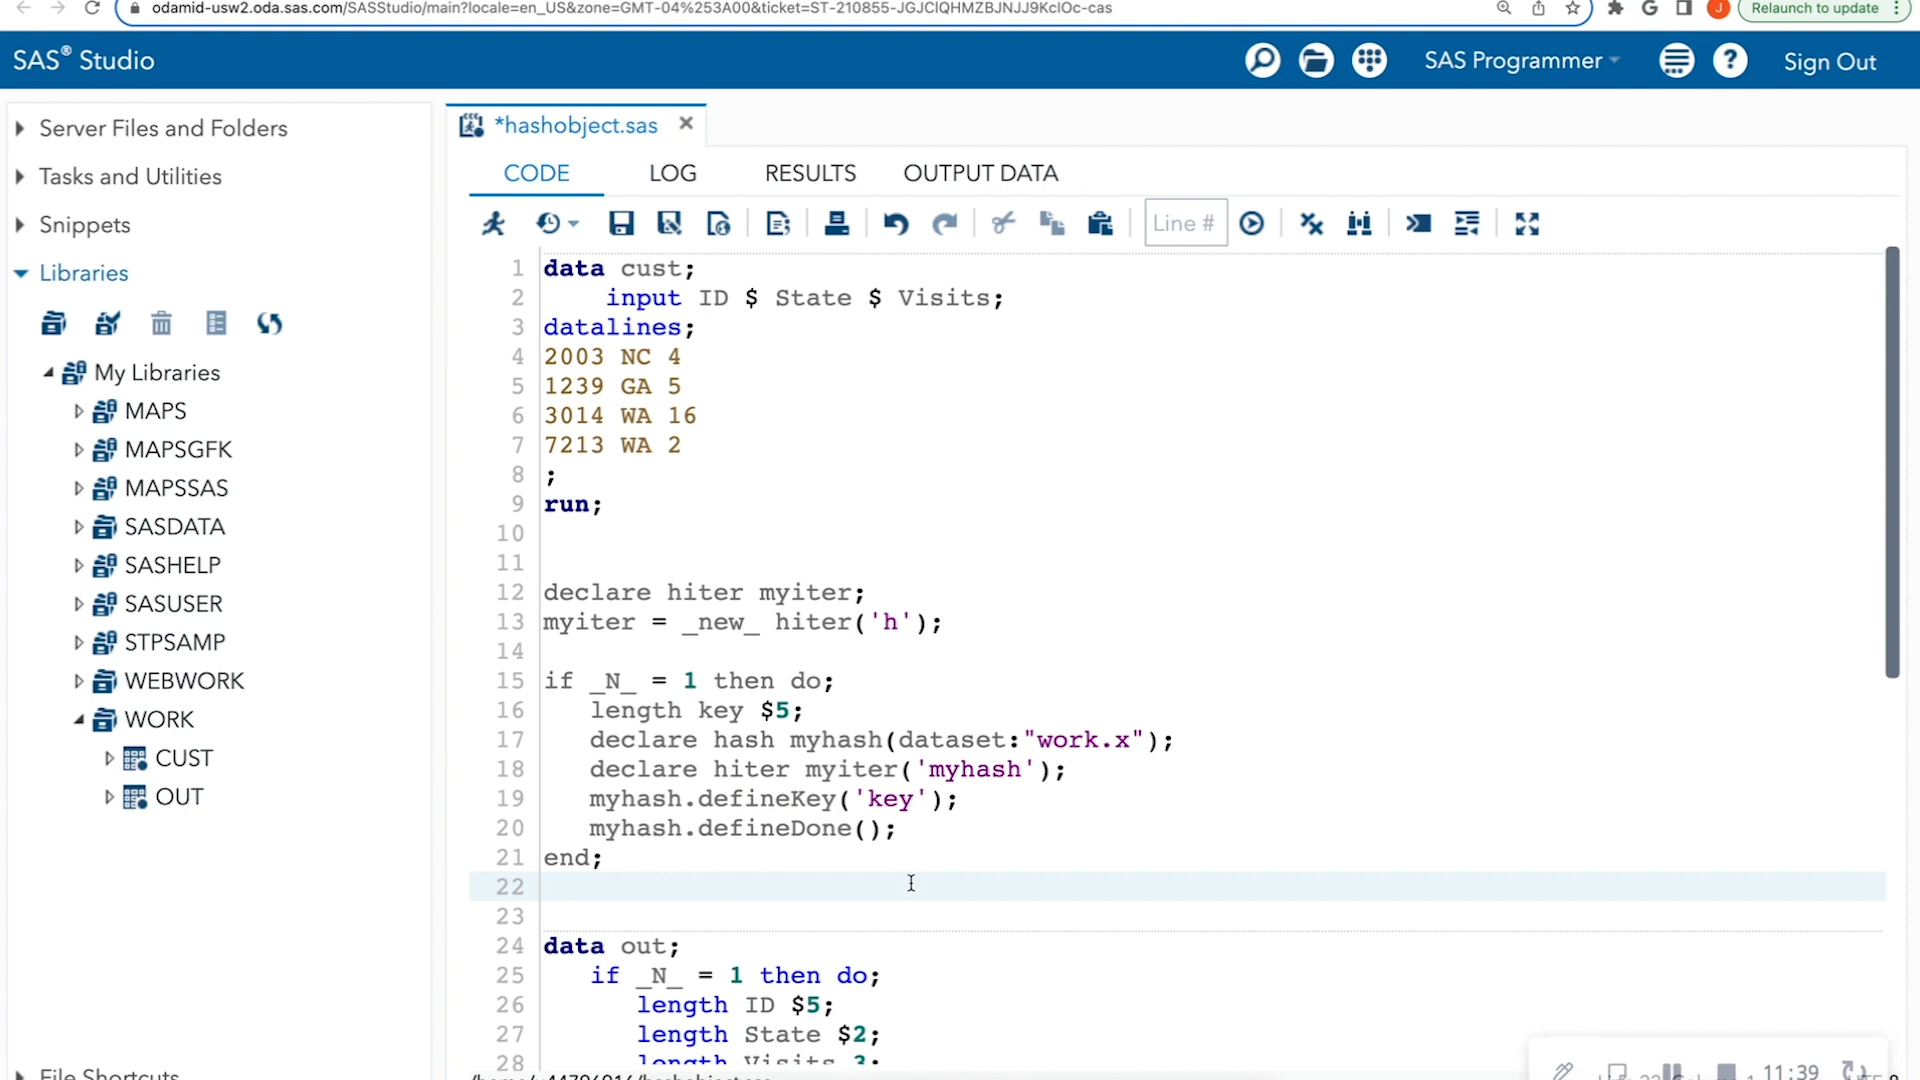 odamid-usw2.oda.sas.com/SASStudio/main?locale=en_US&zone=GMT-04%253A00&ticket=ST-210855-JGJCIQHMZBJNJJ9KclOc-cas
Relaunch to update
SAS® Studio
SAS Programmer
Sign Out
Server Files and Folders
Tasks and Utilities
Snippets
Libraries
My Libraries
MAPS
MAPSGFK
MAPSSAS
SASDATA
SASHELP
SASUSER
STPSAMP
WEBWORK
WORK
CUST
OUT
File Shortcuts
*hashobject.sas
CODE LOG RESULTS OUTPUT DATA
Line #
1 data cust;
2 input ID $ State $ Visits;
3 datalines;
4 2003 NC 4
5 1239 GA 5
6 3014 WA 16
7 7213 WA 2
8 ;
9 run;
10
11
12 declare hiter myiter;
13 myiter = _new_ hiter('h');
14
15 if _N_ = 1 then do;
16 length key $5;
17 declare hash myhash(dataset:"work.x");
18 declare hiter myiter('myhash');
19 myhash.defineKey('key');
20 myhash.defineDone();
21 end;
22
23
24 data out;
25 if _N_ = 1 then do;
26 length ID $5;
27 length State $2;
28 length Visits 3;
11:39